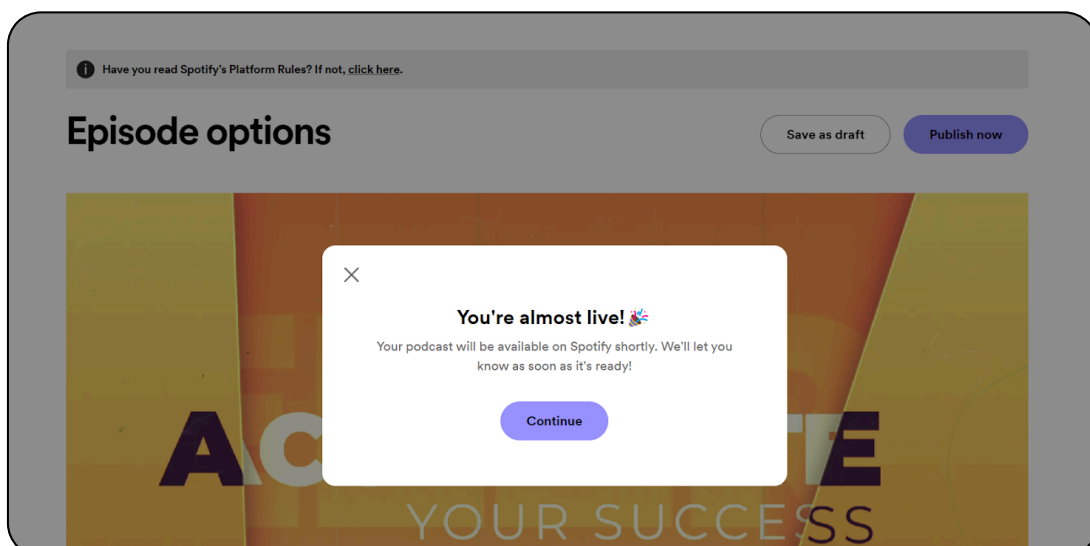 Have you read Spotify's Platform Rules? If not, click here.
Episode options
Save as draft
Publish now
You're almost live! 🎉
Your podcast will be available on Spotify shortly. We'll let you
know as soon as it's ready!
Continue
YOUR SUCCESS